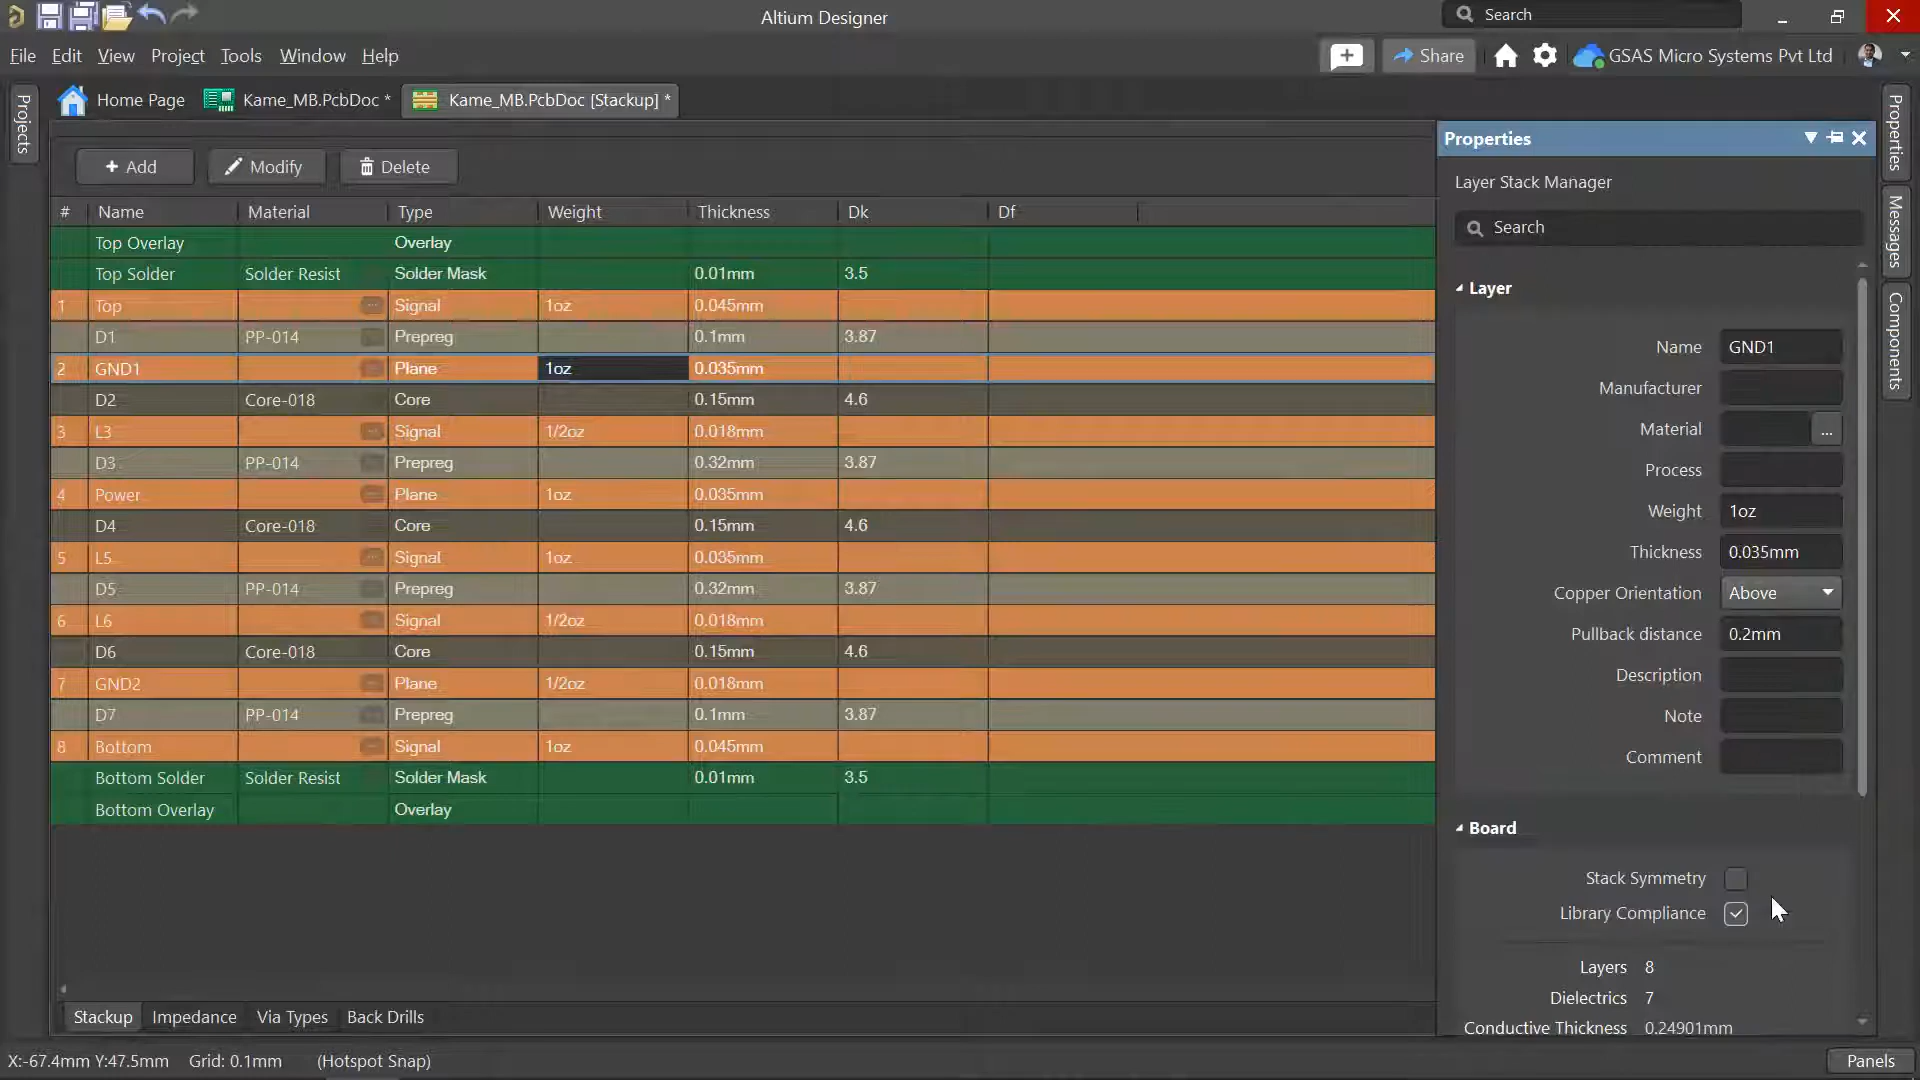 Altium Designer
Search
File Edit View Project Tools Window Help
Share
GSAS Micro Systems Pvt Ltd
Projects
Home Page
Kame_MB.PcbDoc *
Kame_MB.PcbDoc [Stackup] *
+ Add
Modify
Delete
# Name Material Type Weight Thickness Dk Df
Top Overlay Overlay
Top Solder Solder Resist Solder Mask 0.01mm 3.5
1 Top Signal 1oz 0.045mm
D1 PP-014 Prepreg 0.1mm 3.87
2 GND1 Plane 1oz 0.035mm
D2 Core-018 Core 0.15mm 4.6
3 L3 Signal 1/2oz 0.018mm
D3 PP-014 Prepreg 0.32mm 3.87
4 Power Plane 1oz 0.035mm
D4 Core-018 Core 0.15mm 4.6
5 L5 Signal 1oz 0.035mm
D5 PP-014 Prepreg 0.32mm 3.87
6 L6 Signal 1/2oz 0.018mm
D6 Core-018 Core 0.15mm 4.6
7 GND2 Plane 1/2oz 0.018mm
D7 PP-014 Prepreg 0.1mm 3.87
8 Bottom Signal 1oz 0.045mm
Bottom Solder Solder Resist Solder Mask 0.01mm 3.5
Bottom Overlay Overlay
Stackup Impedance Via Types Back Drills
Properties
Layer Stack Manager
Search
Layer
Name GND1
Manufacturer
Material ...
Process
Weight 1oz
Thickness 0.035mm
Copper Orientation Above
Pullback distance 0.2mm
Description
Note
Comment
Board
Stack Symmetry
Library Compliance
Layers 8
Dielectrics 7
Conductive Thickness 0.24901mm
Properties
Messages
Components
X:-67.4mm Y:47.5mm Grid: 0.1mm (Hotspot Snap)
Panels